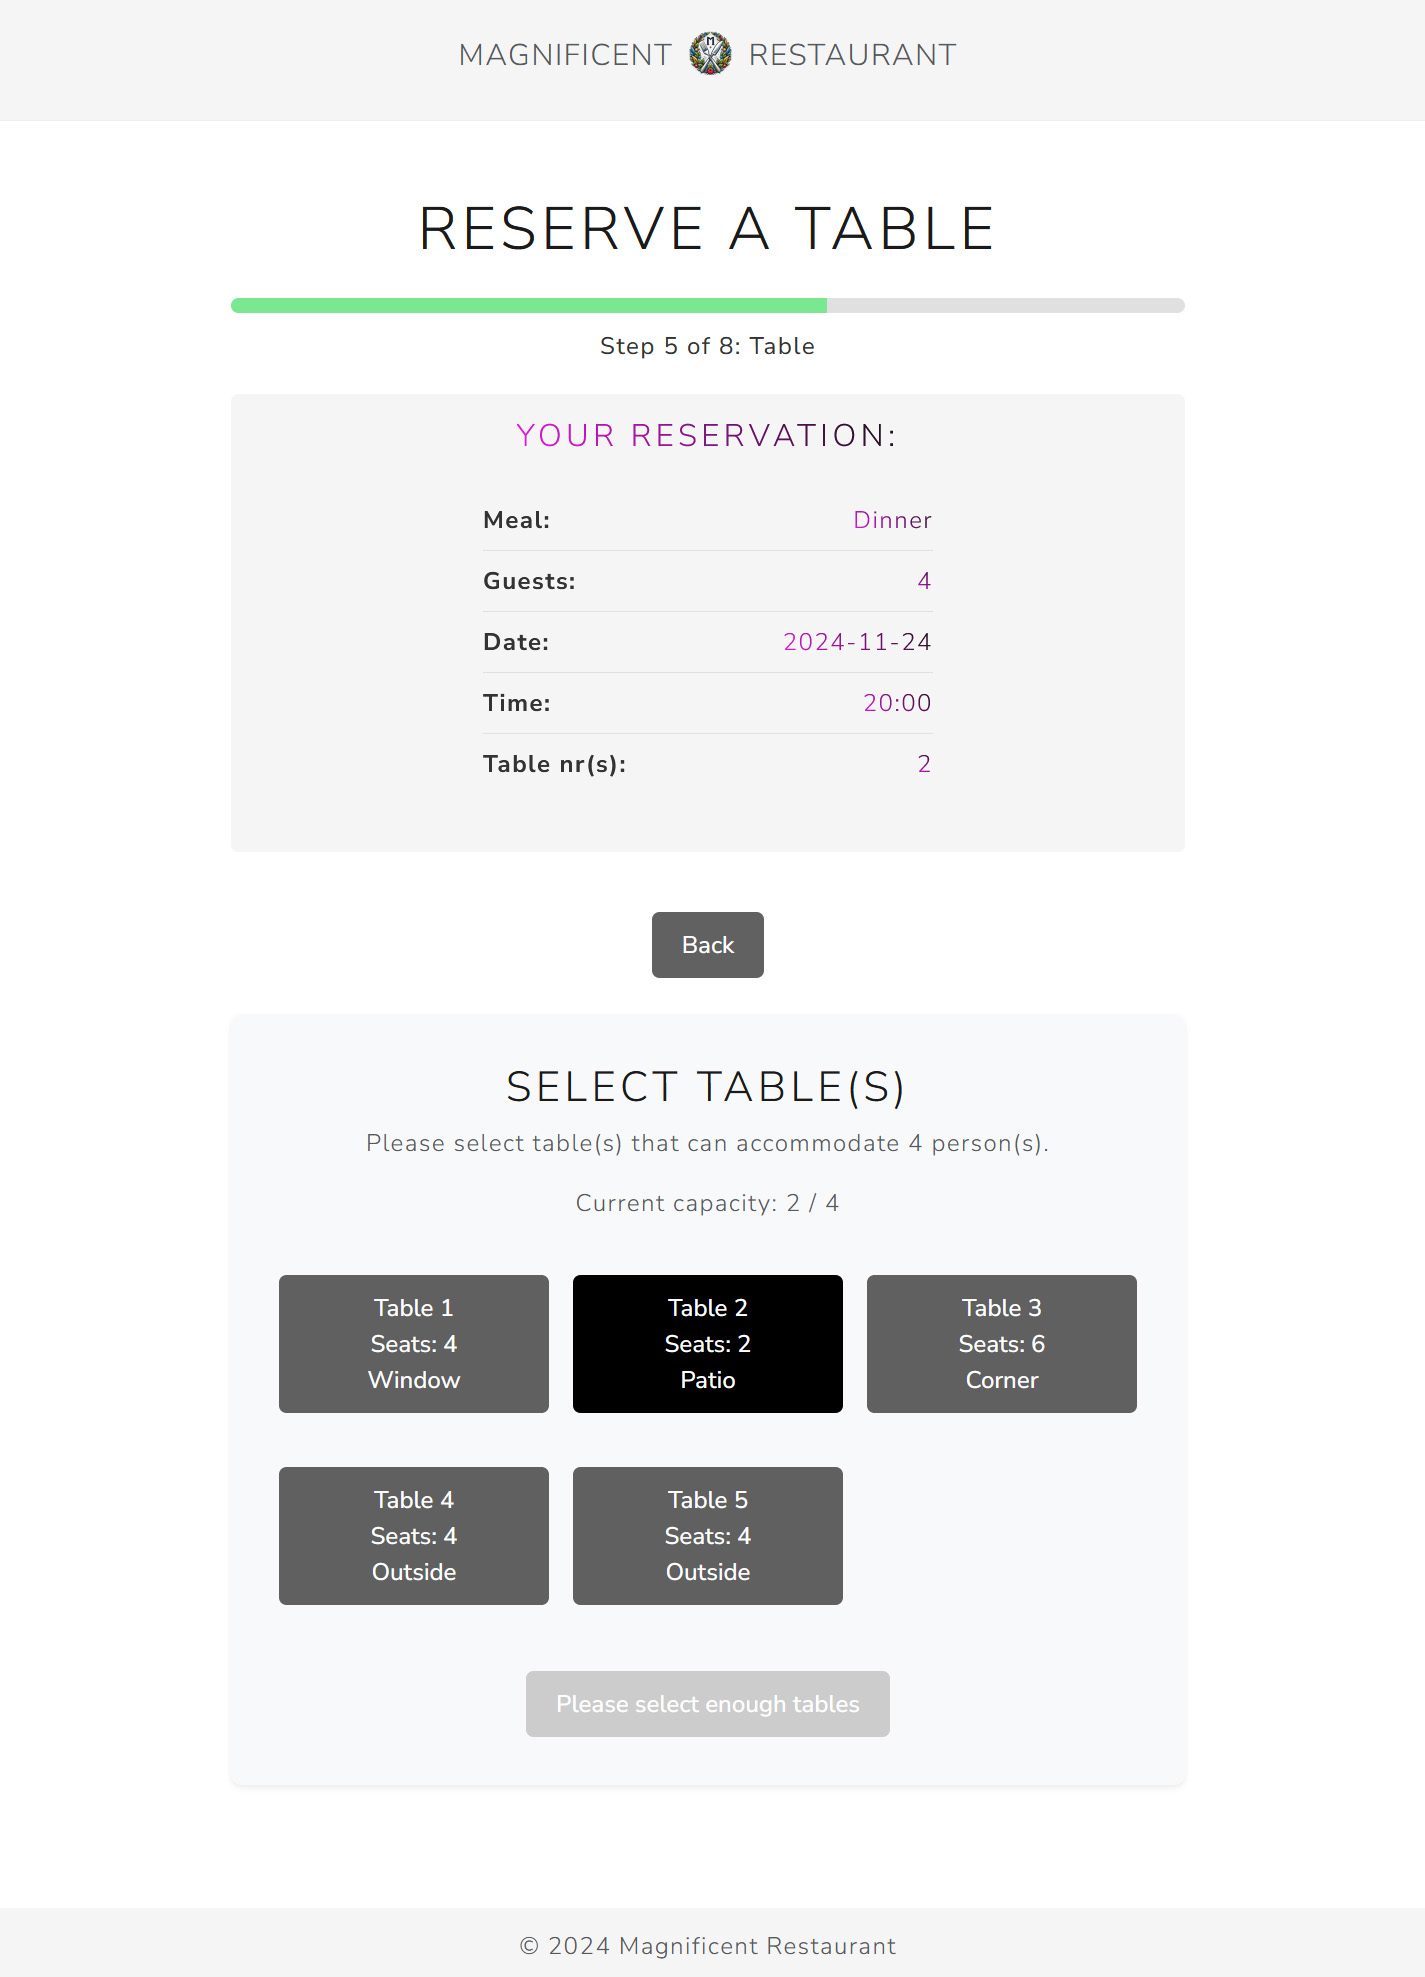 MAGNIFICENT M RESTAURANT
RESERVE A TABLE
Step 5 of 8: Table
YOUR RESERVATION:
Meal: Dinner
Guests: 4
Date: 2024-11-24
Time: 20:00
Table nr(s): 2
Back
SELECT TABLE(S)
Please select table(s) that can accommodate 4 person(s).
Current capacity: 2 / 4
Table 1
Seats: 4
Window
Table 2
Seats: 2
Patio
Table 3
Seats: 6
Corner
Table 4
Seats: 4
Outside
Table 5
Seats: 4
Outside
Please select enough tables
© 2024 Magnificent Restaurant